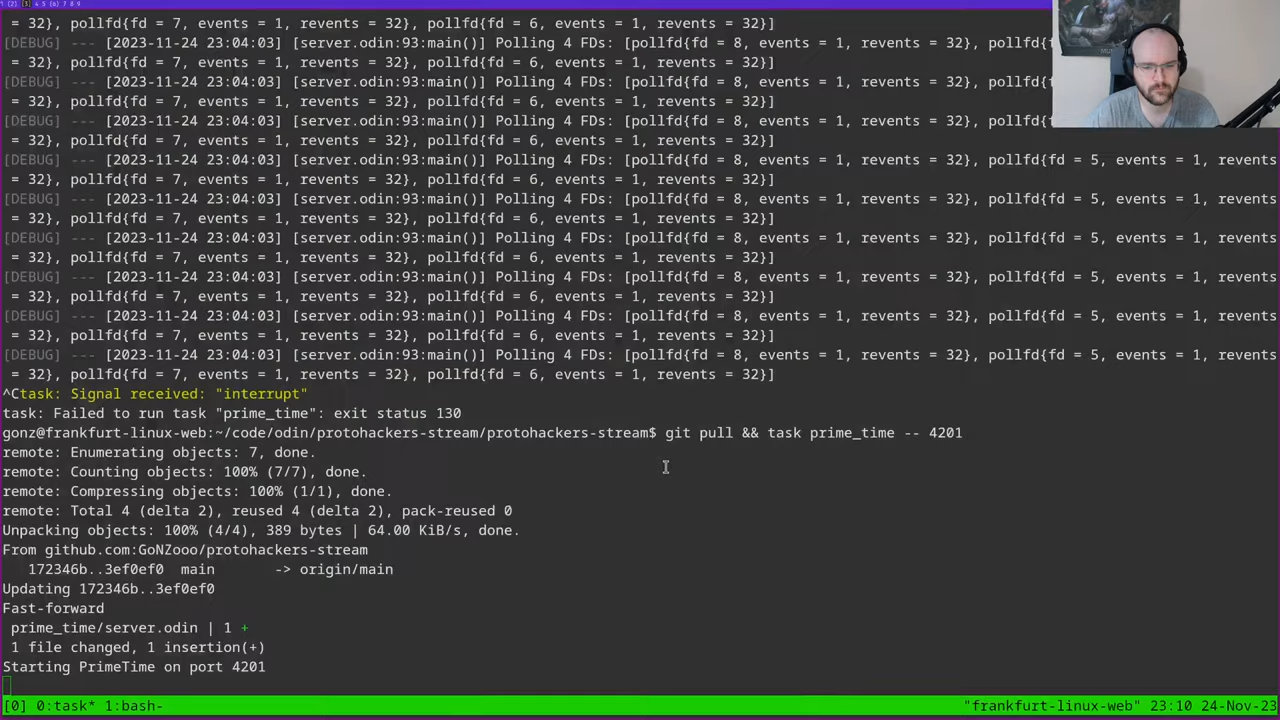 = 32}, pollfd{fd = 7, events = 1, revents = 32}, pollfd{fd = 6, events = 1, revents = 32}]
[DEBUG] --- [2023-11-24 23:04:03] [server.odin:93:main()] Polling 4 FDs: [pollfd{fd = 8, events = 1, revents = 32}, pollfd{f
= 32}, pollfd{fd = 7, events = 1, revents = 32}, pollfd{fd = 6, events = 1, revents = 32}]
[DEBUG] --- [2023-11-24 23:04:03] [server.odin:93:main()] Polling 4 FDs: [pollfd{fd = 8, events = 1, revents = 32}, pollfd{f
= 32}, pollfd{fd = 7, events = 1, revents = 32}, pollfd{fd = 6, events = 1, revents = 32}]
[DEBUG] --- [2023-11-24 23:04:03] [server.odin:93:main()] Polling 4 FDs: [pollfd{fd = 8, events = 1, revents = 32}, pollfd{f
= 32}, pollfd{fd = 7, events = 1, revents = 32}, pollfd{fd = 6, events = 1, revents = 32}]
[DEBUG] --- [2023-11-24 23:04:03] [server.odin:93:main()] Polling 4 FDs: [pollfd{fd = 8, events = 1, revents = 32}, pollfd{fd = 5, events = 1, revents
= 32}, pollfd{fd = 7, events = 1, revents = 32}, pollfd{fd = 6, events = 1, revents = 32}]
[DEBUG] --- [2023-11-24 23:04:03] [server.odin:93:main()] Polling 4 FDs: [pollfd{fd = 8, events = 1, revents = 32}, pollfd{fd = 5, events = 1, revents
= 32}, pollfd{fd = 7, events = 1, revents = 32}, pollfd{fd = 6, events = 1, revents = 32}]
[DEBUG] --- [2023-11-24 23:04:03] [server.odin:93:main()] Polling 4 FDs: [pollfd{fd = 8, events = 1, revents = 32}, pollfd{fd = 5, events = 1, revents
= 32}, pollfd{fd = 7, events = 1, revents = 32}, pollfd{fd = 6, events = 1, revents = 32}]
[DEBUG] --- [2023-11-24 23:04:03] [server.odin:93:main()] Polling 4 FDs: [pollfd{fd = 8, events = 1, revents = 32}, pollfd{fd = 5, events = 1, revents
= 32}, pollfd{fd = 7, events = 1, revents = 32}, pollfd{fd = 6, events = 1, revents = 32}]
[DEBUG] --- [2023-11-24 23:04:03] [server.odin:93:main()] Polling 4 FDs: [pollfd{fd = 8, events = 1, revents = 32}, pollfd{fd = 5, events = 1, revents
= 32}, pollfd{fd = 7, events = 1, revents = 32}, pollfd{fd = 6, events = 1, revents = 32}]
[DEBUG] --- [2023-11-24 23:04:03] [server.odin:93:main()] Polling 4 FDs: [pollfd{fd = 8, events = 1, revents = 32}, pollfd{fd = 5, events = 1, revents
= 32}, pollfd{fd = 7, events = 1, revents = 32}, pollfd{fd = 6, events = 1, revents = 32}]
^Ctask: Signal received: "interrupt"
task: Failed to run task "prime_time": exit status 130
gonz@frankfurt-linux-web:~/code/odin/protohackers-stream/protohackers-stream$ git pull && task prime_time -- 4201
remote: Enumerating objects: 7, done.
remote: Counting objects: 100% (7/7), done.
remote: Compressing objects: 100% (1/1), done.
remote: Total 4 (delta 2), reused 4 (delta 2), pack-reused 0
Unpacking objects: 100% (4/4), 389 bytes | 64.00 KiB/s, done.
From github.com:GoNZooo/protohackers-stream
172346b..3ef0ef0  main       -> origin/main
Updating 172346b..3ef0ef0
Fast-forward
prime_time/server.odin | 1 +
1 file changed, 1 insertion(+)
Starting PrimeTime on port 4201
[0] 0:task* 1:bash- "frankfurt-linux-web" 23:10 24-Nov-23